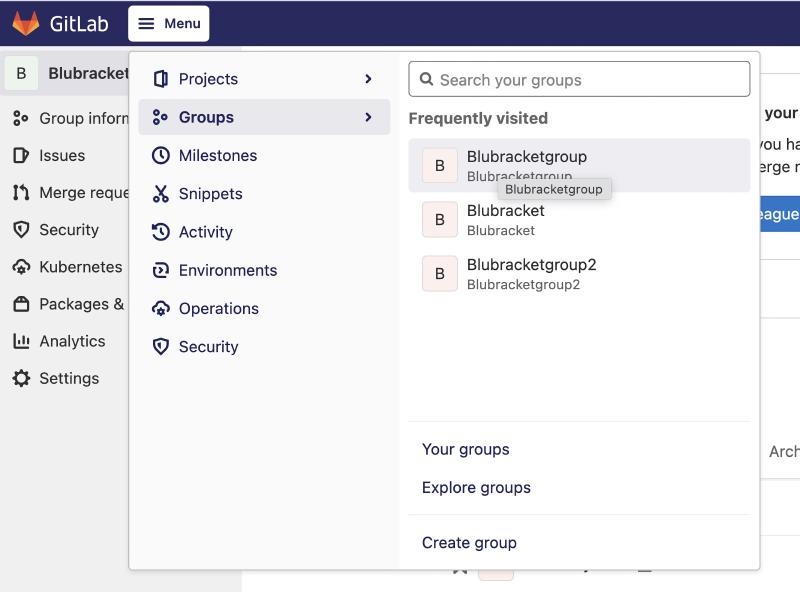 GitLab
Menu
B
Blubracket
Group inform
Issues
Merge reque
Security
Kubernetes
Packages &
Analytics
Settings
Projects
Groups
Milestones
Snippets
Activity
Environments
Operations
Security
Search your groups
Frequently visited
B
Blubracketgroup
Blubracketgroup
Blubracketgroup
B
Blubracket
Blubracket
B
Blubracketgroup2
Blubracketgroup2
Your groups
Explore groups
Create group
your
you ha
erge r
eague
Arch